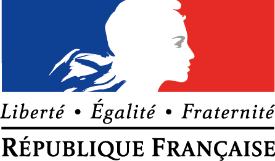 Liberté • Égalité • Fraternité
RÉPUBLIQUE FRANÇAISE